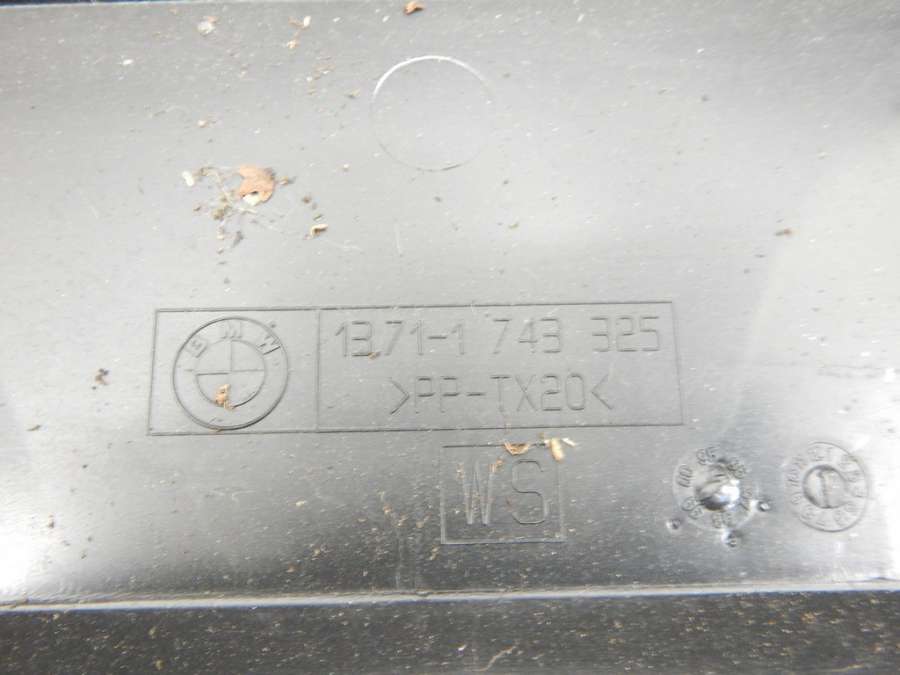 BMW
13.71-1 743 325
>PP-TX20<
WS